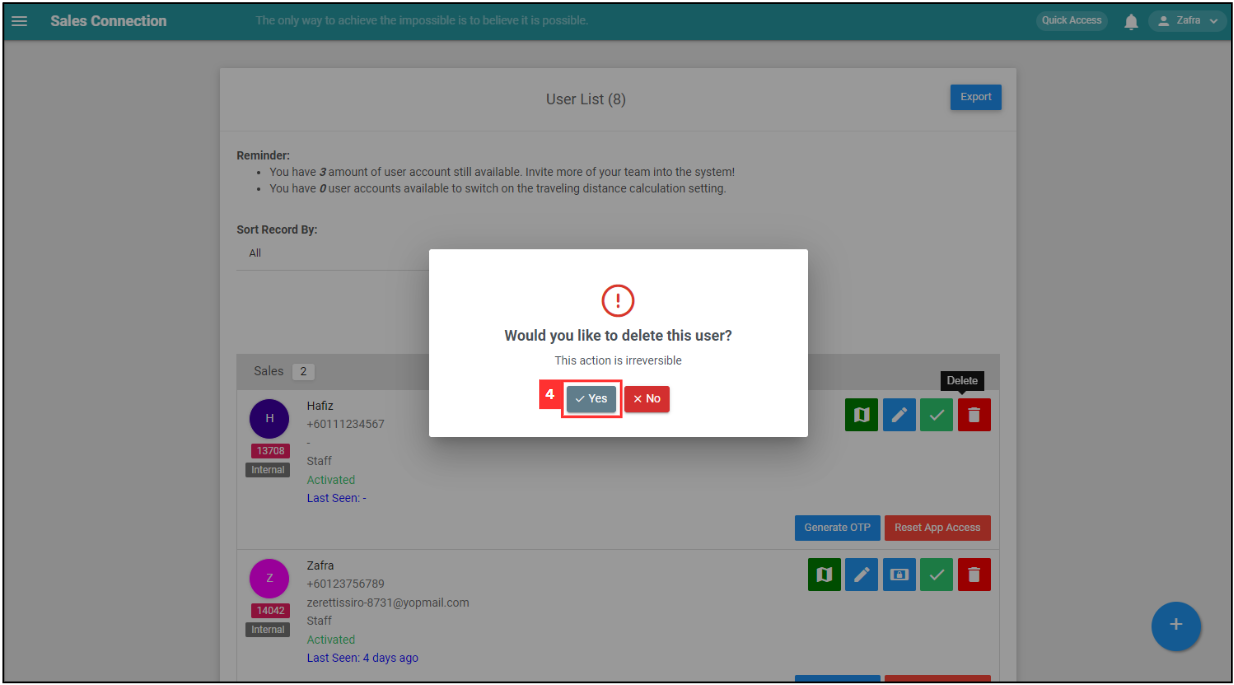 Sales Connection
The only way to achieve the impossible is to believe it is possible.
Quick Access
Zafra
User List (8)
Export
Reminder:
• You have 3 amount of user account still available. Invite more of your team into the system!
• You have 0 user accounts available to switch on the traveling distance calculation setting.
Sort Record By:
All
!
Would you like to delete this user?
This action is irreversible
4
Yes
No
Sales 2
Delete
H
Hafiz
+60111234567
13708
-
Internal
Staff
Activated
Last Seen: -
Generate OTP
Reset App Access
Z
Zafra
+60123756789
14042
zerettissiro-8731@yopmail.com
Internal
Staff
Activated
Last Seen: 4 days ago
+